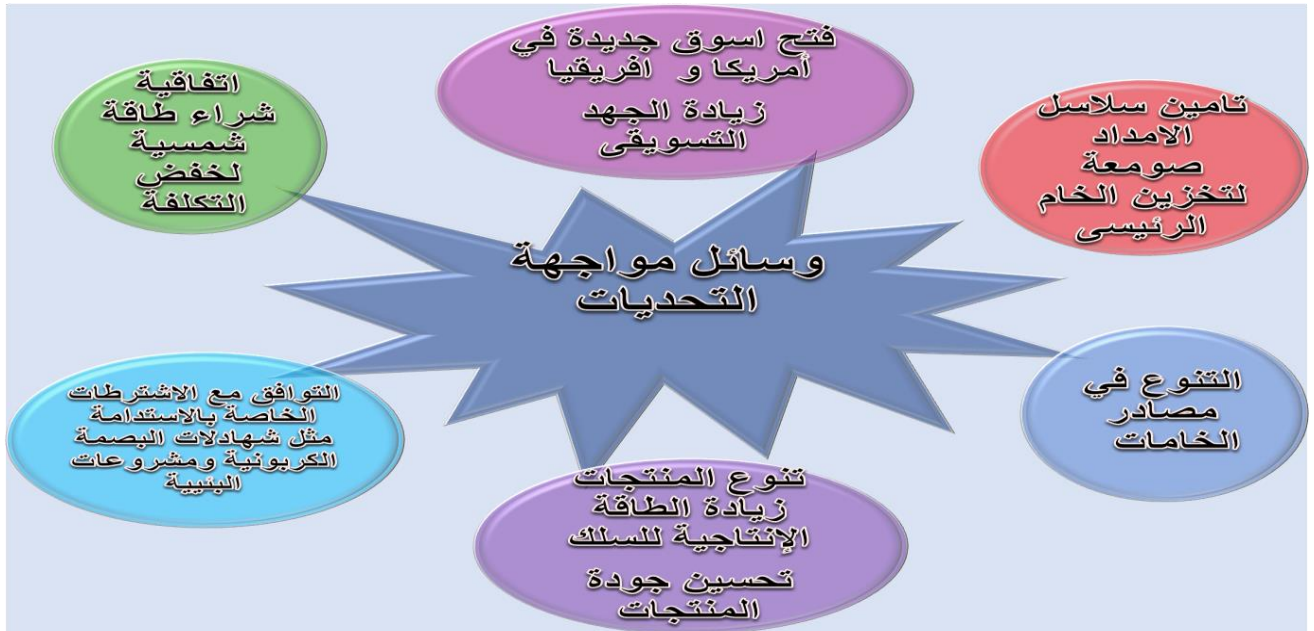 فتح اسوق جديدة في
أمريكا و افريقيا
زيادة الجهد
التسويقى
تامين سلاسل
الامداد
صومعة
لتخزين الخام
الرئيسى
اتفاقية
شراء طاقة
شمسية
لخفض
التكلفة
وسائل مواجهة
التحديات
التنوع في
مصادر
الخامات
التوافق مع الاشترطات
الخاصة بالاستدامة
مثل شهادلات البصمة
الكربونية ومشروعات
البئيية
تنوع المنتجات
زيادة الطاقة
الإنتاجية للسلك
تحسين جودة
المنتجات